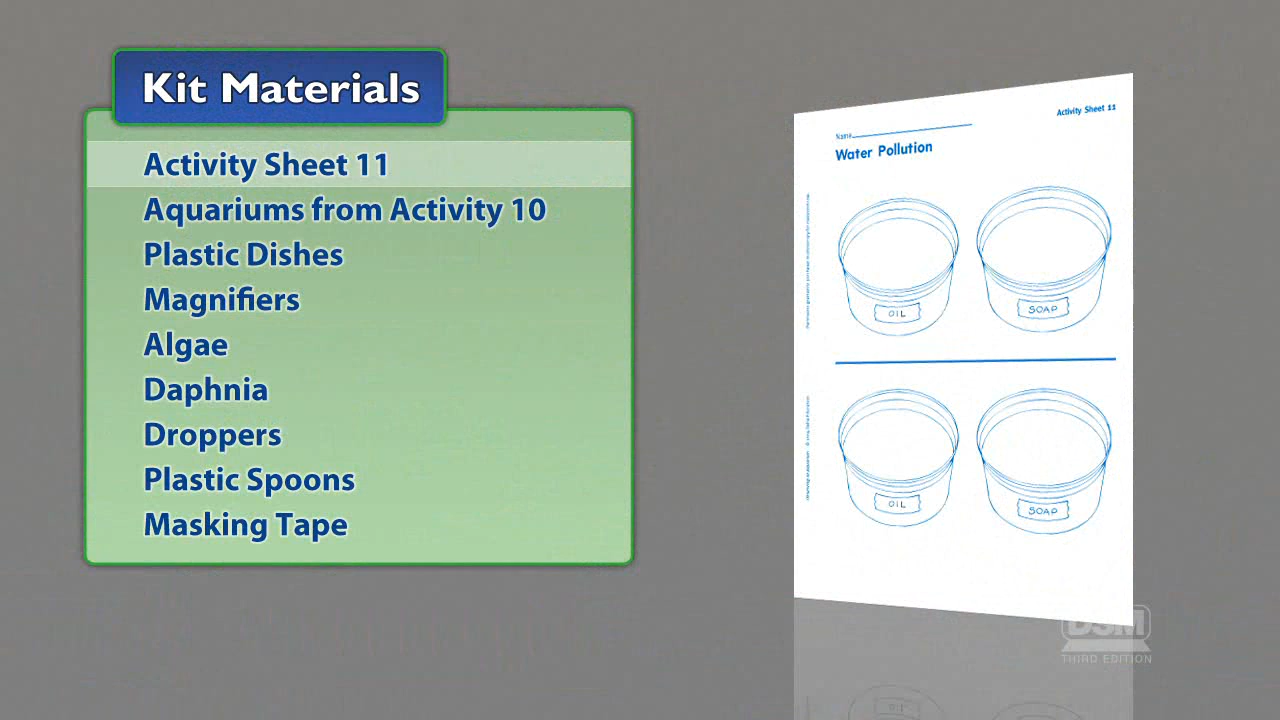 Kit Materials
Activity Sheet 11
Aquariums from Activity 10
Plastic Dishes
Magnifiers
Algae
Daphnia
Droppers
Plastic Spoons
Masking Tape
Activity Sheet 11
Name
Water Pollution
OIL
SOAP
OIL
SOAP
DSM
THIRD EDITION